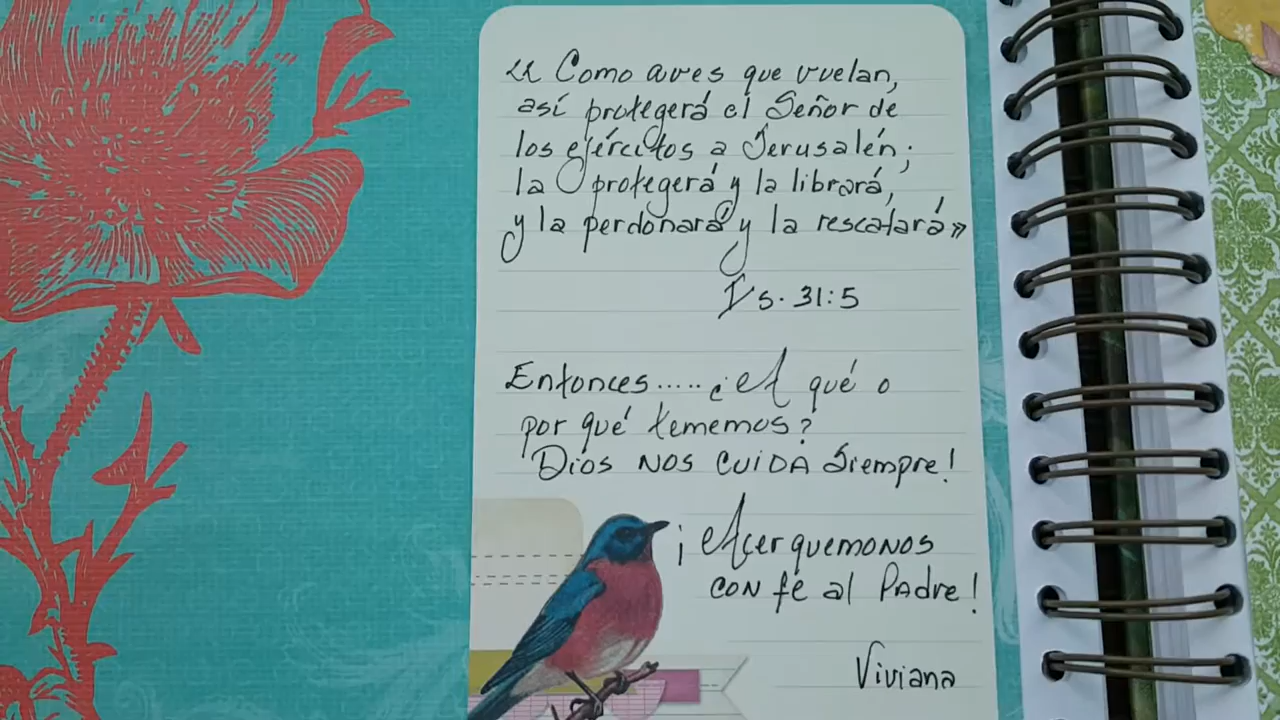 « Como aves que vuelan,
así protegerá el Señor de
los ejércitos a Jerusalén;
la protegerá y la librará,
y la perdonará y la rescatará»
Is. 31:5
Entonces..... ¿A qué o
por qué tememos?
Dios NOS CUIDA Siempre!
¡Acerquemonos
CON fé al PAdre!
Viviana